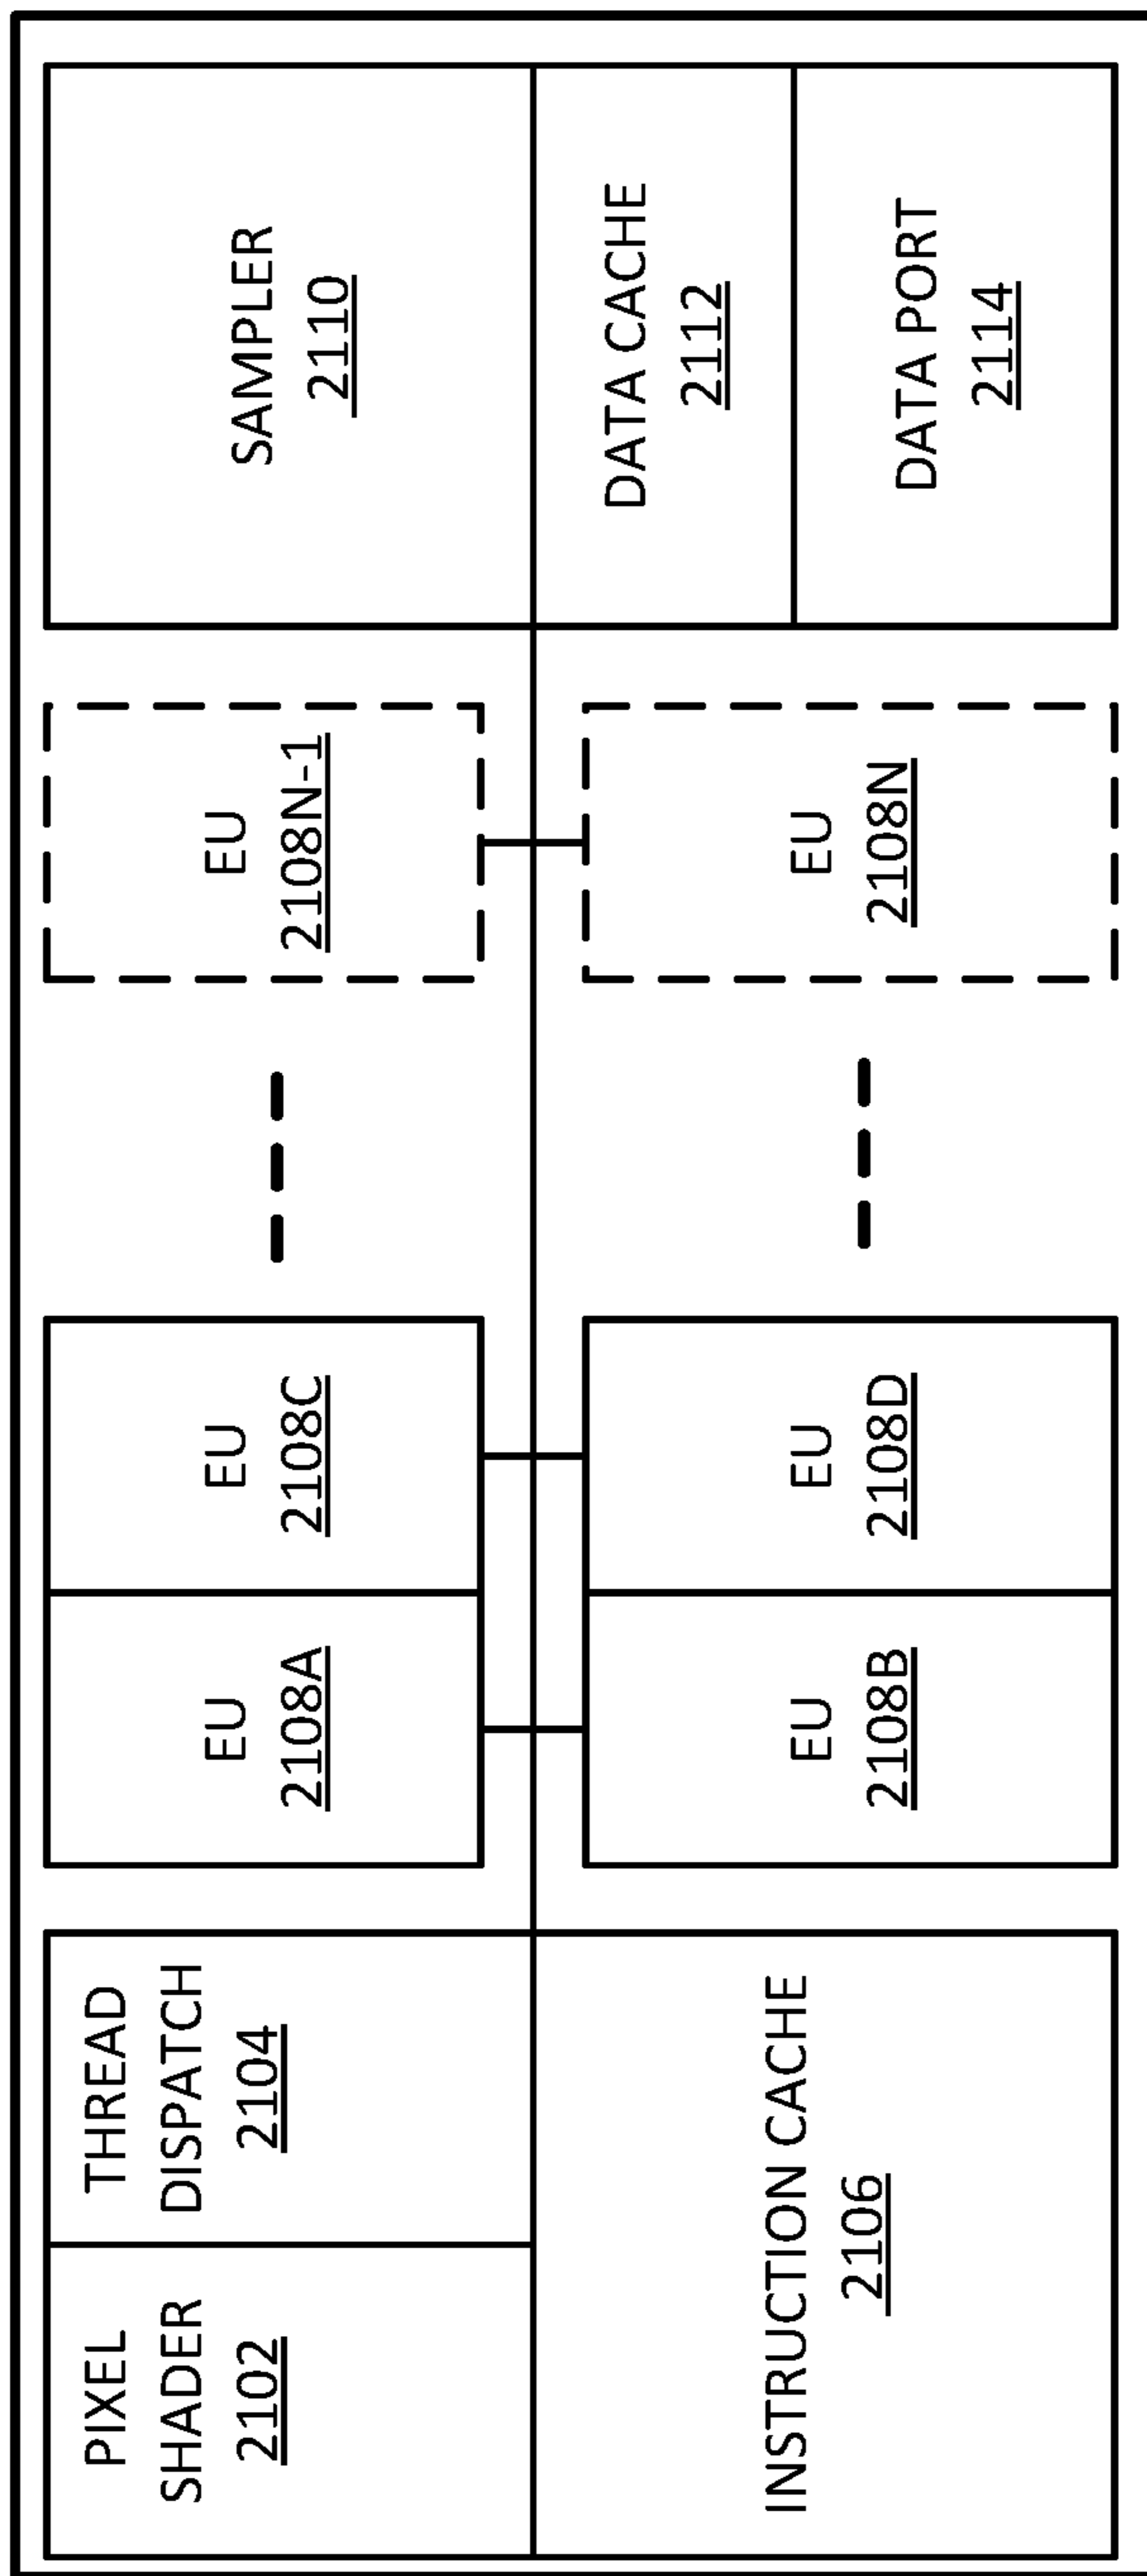 PIXEL
SHADER
2102
THREAD
DISPATCH
2104
INSTRUCTION CACHE
2106
EU
2108A
EU
2108C
EU
2108B
EU
2108D
EU
2108N-1
EU
2108N
SAMPLER
2110
DATA CACHE
2112
DATA PORT
2114